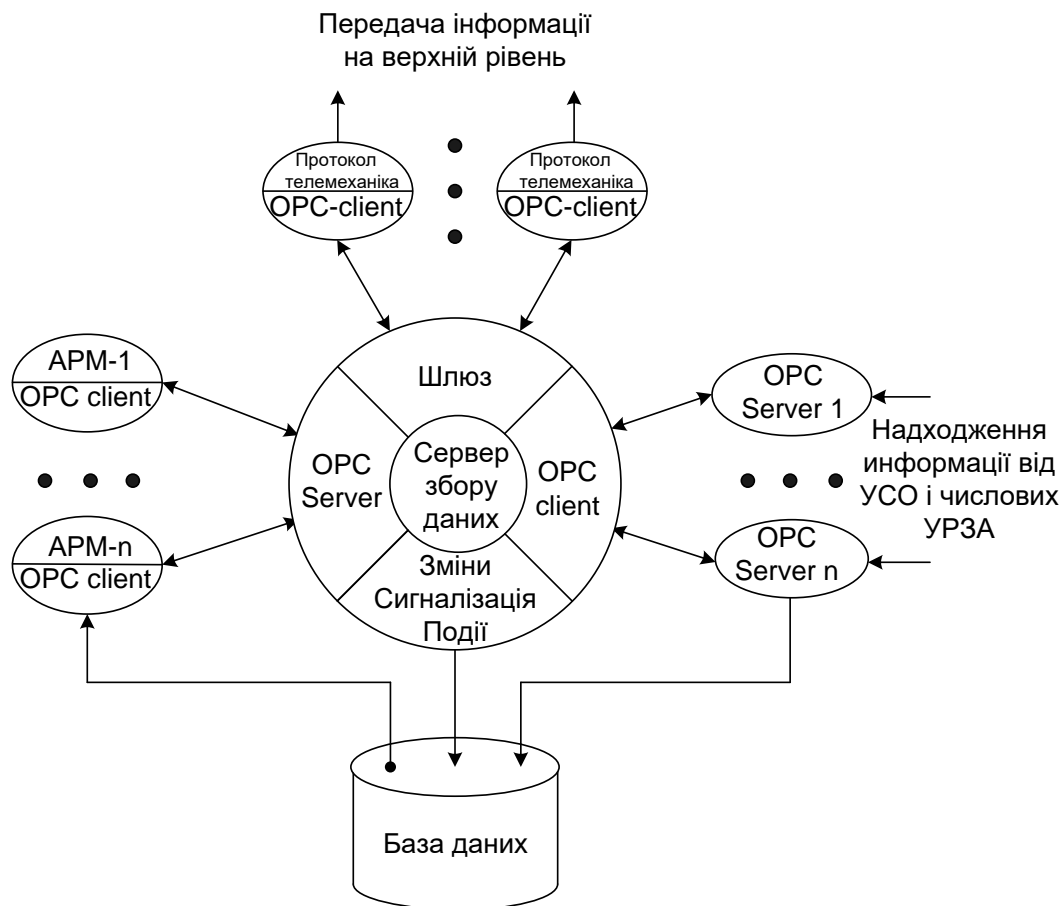 Передача інформації
на верхній рівень
Протокол
телемеханіка
OPC-client
Протокол
телемеханіка
OPC-client
АРМ-1
OPC client
АРМ-n
OPC client
Шлюз
OPC
Server
Сервер
збору
даних
OPC
client
Зміни
Сигналізація
Події
OPC
Server 1
OPC
Server n
Надходження
информації від
УСО і числових
УРЗА
База даних